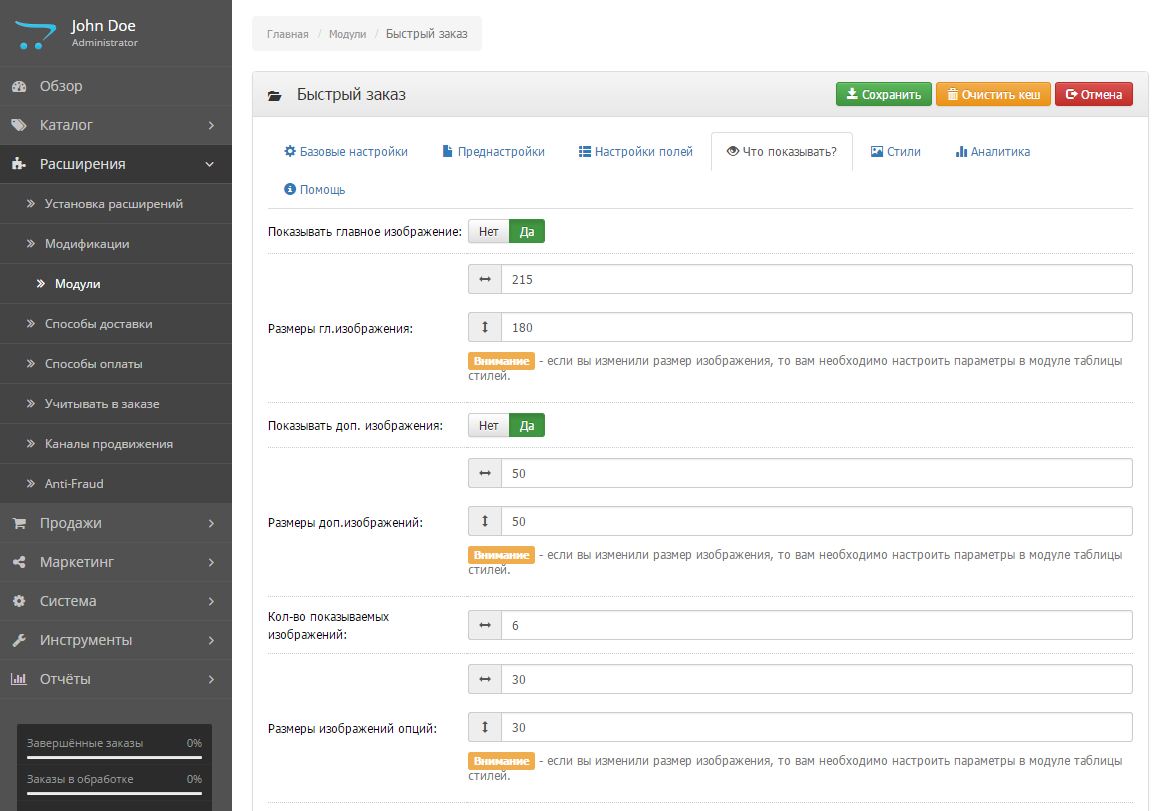 John Doe
Administrator
Обзор
Каталог
Расширения
Установка расширений
Модификации
Модули
Способы доставки
Способы оплаты
Учитывать в заказе
Каналы продвижения
Anti-Fraud
Продажи
Маркетинг
Система
Инструменты
Отчёты
Завершённые заказы 0%
Заказы в обработке 0%
Главная / Модули / Быстрый заказ
Быстрый заказ
Сохранить Очистить кеш Отмена
Базовые настройки Преднастройки Настройки полей Что показывать? Стили Аналитика
Помощь
Показывать главное изображение: Нет Да
215
Размеры гл.изображения:
180
Внимание - если вы изменили размер изображения, то вам необходимо настроить параметры в модуле таблицы
стилей.
Показывать доп. изображения: Нет Да
50
Размеры доп.изображений:
50
Внимание - если вы изменили размер изображения, то вам необходимо настроить параметры в модуле таблицы
стилей.
Кол-во показываемых
изображений:
6
30
Размеры изображений опций:
30
Внимание - если вы изменили размер изображения, то вам необходимо настроить параметры в модуле таблицы
стилей.